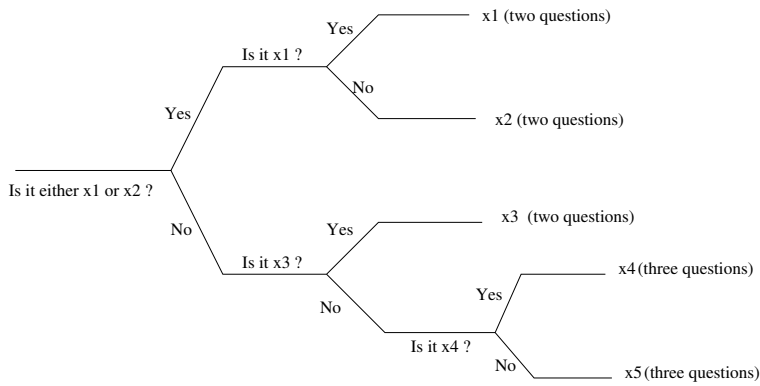 x1 (two questions)
Yes
Is it x1 ?
No
Yes
x2 (two questions)
Is it either x1 or x2 ?
No
Yes
x3 (two questions)
Is it x3 ?
x4 (three questions)
Yes
No
Is it x4 ?
No
x5 (three questions)